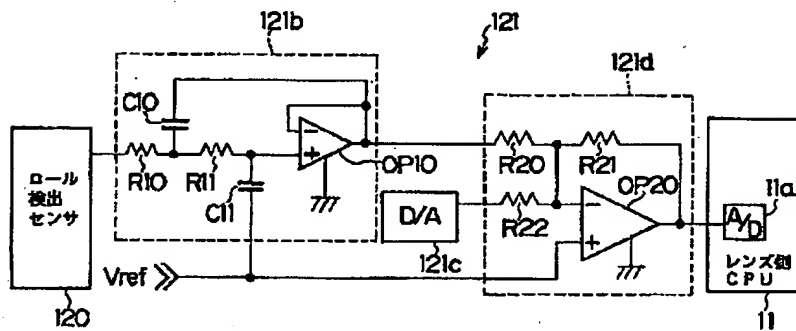 121b
121
121d
C10
ロール
検出
センサ
R10
R11
OP10
C11
R20
R21
R22
OP20
D/A
121c
Vref
A/D
11a
レンズ側
CPU
120
11